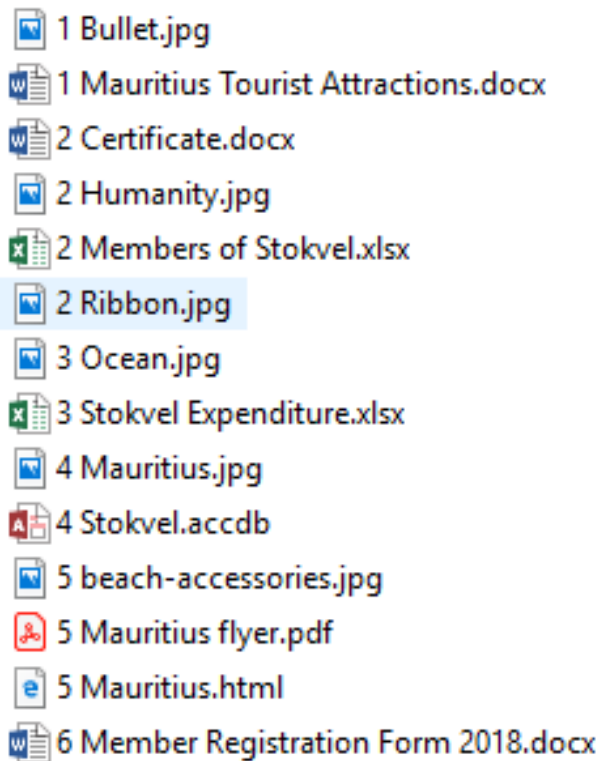 1 Bullet.jpg
1 Mauritius Tourist Attractions.docx
2 Certificate.docx
2 Humanity.jpg
2 Members of Stokvel.xlsx
2 Ribbon.jpg
3 Ocean.jpg
3 Stokvel Expenditure.xlsx
4 Mauritius.jpg
4 Stokvel.accdb
5 beach-accessories.jpg
5 Mauritius flyer.pdf
5 Mauritius.html
6 Member Registration Form 2018.docx